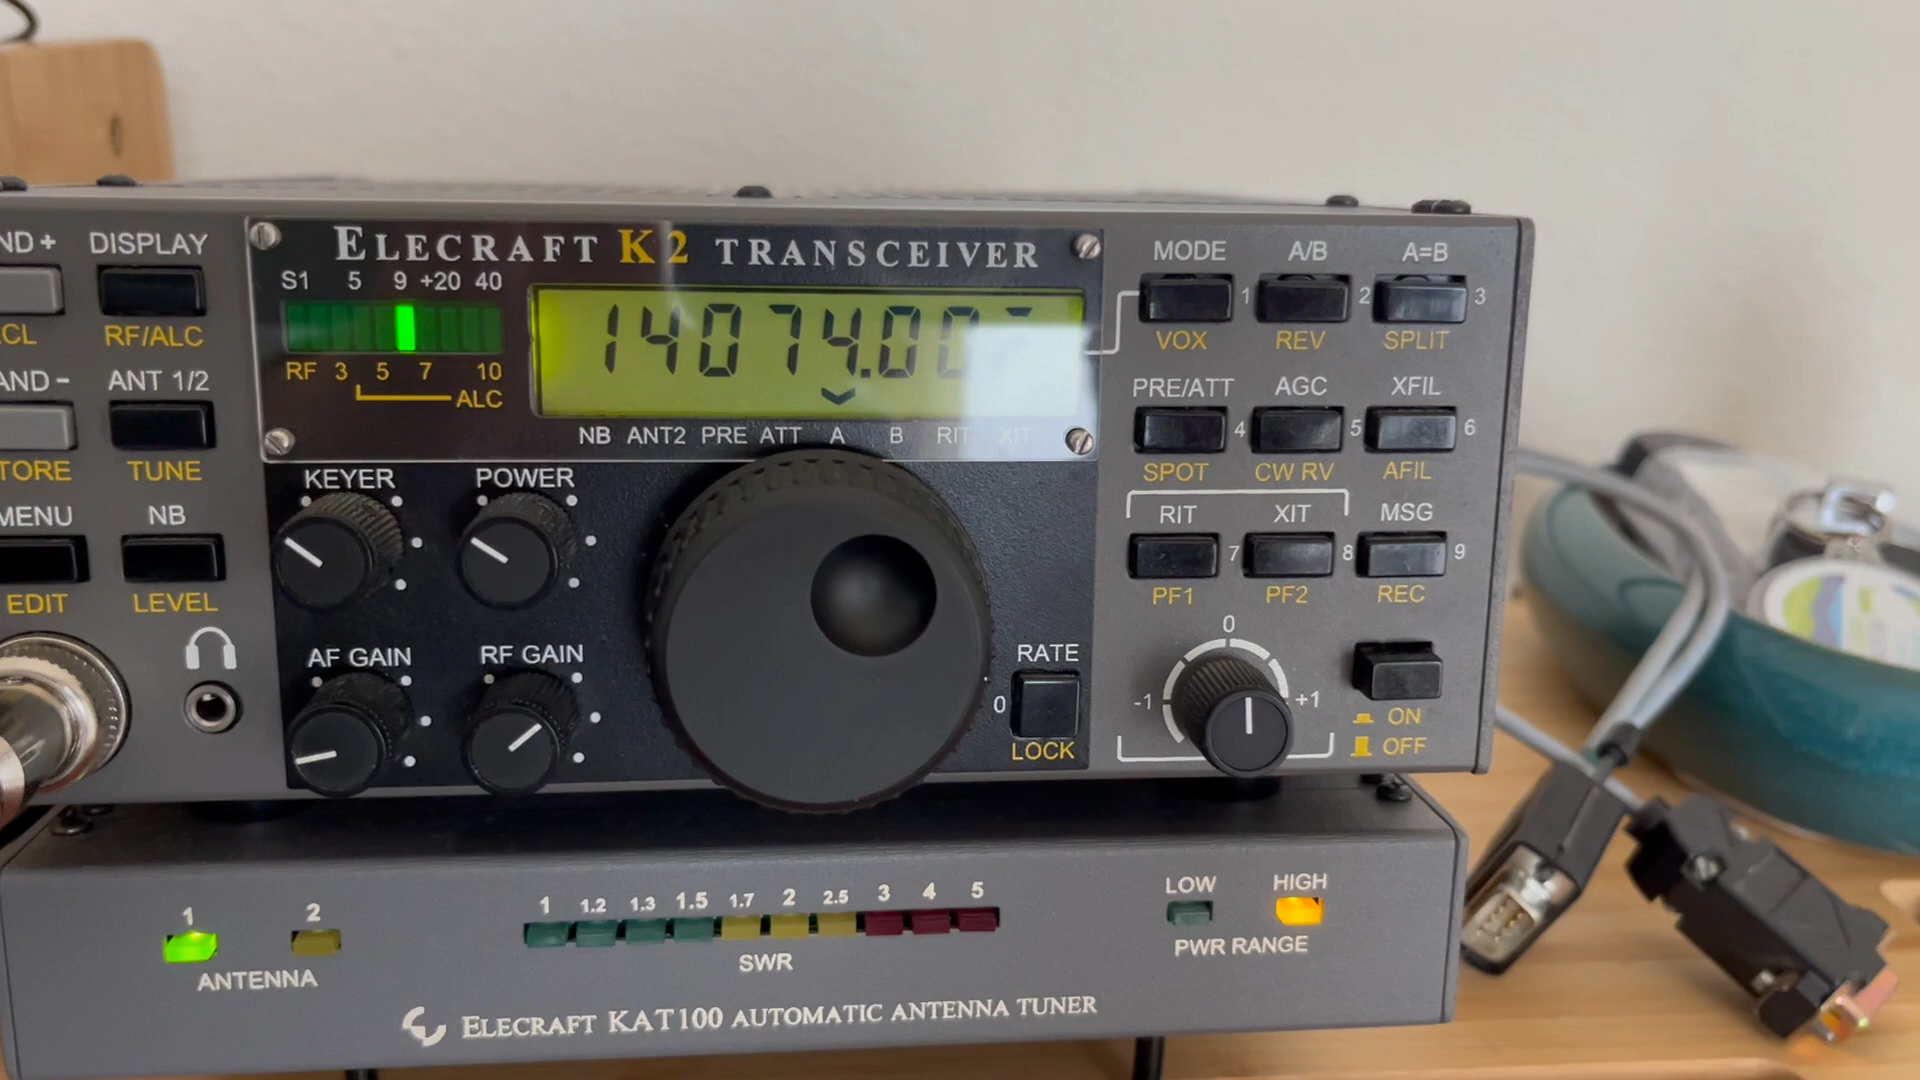 ELECRAFT K2 TRANSCEIVER
ND + DISPLAY
S1 5 9 +20 40
14074.00
CL RF/ALC
RF 3 5 7 10
ALC
AND - ANT 1/2
NB ANT2 PRE ATT A B RIT XIT
TORE TUNE
MENU NB
EDIT LEVEL
KEYER POWER
AF GAIN RF GAIN
RATE
0
LOCK
MODE A/B A=B
1 2 3
VOX REV SPLIT
PRE/ATT AGC XFIL
4 5 6
SPOT CW RV AFIL
RIT XIT MSG
7 8 9
PF1 PF2 REC
0
-1 +1
ON
OFF
1 2
ANTENNA
1 1.2 1.3 1.5 1.7 2 2.5 3 4 5
SWR
LOW HIGH
PWR RANGE
ELECRAFT KAT100 AUTOMATIC ANTENNA TUNER